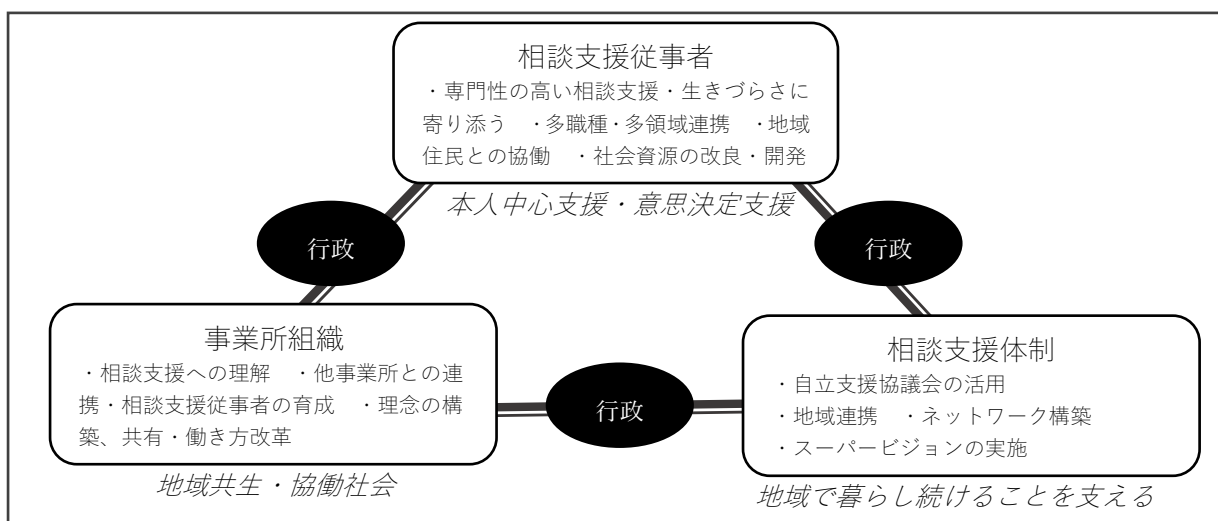 相談支援従事者
・専門性の高い相談支援・生きづらさに
寄り添う　・多職種・多領域連携　・地域
住民との協働　・社会資源の改良・開発
本人中心支援・意思決定支援
行政
行政
事業所組織
・相談支援への理解　・他事業所との連
携・相談支援従事者の育成　・理念の構
築、共有・働き方改革
地域共生・協働社会
行政
相談支援体制
・自立支援協議会の活用
・地域連携　・ネットワーク構築
・スーパービジョンの実施
地域で暮らし続けることを支える